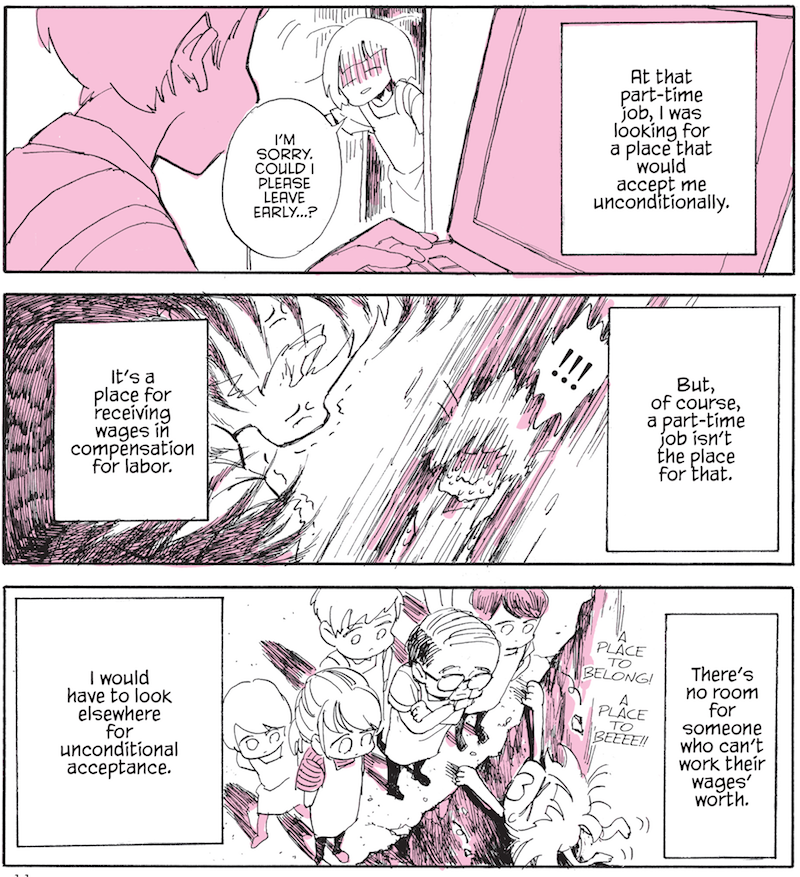 At that
part-time
job, I was
looking for
a place that
would
accept me
unconditionally.
I'M
SORRY.
COULD I
PLEASE
LEAVE
EARLY...?
!!!
But,
of course,
a part-time
job isn't
the place
for that.
It's a
place for
receiving
wages in
compensation
for labor.
There's
no room
for
someone
who can't
work their
wages'
worth.
A
PLACE
TO
BELONG!
A
PLACE
TO
BEEEE!!
I would
have to look
elsewhere
for
unconditional
acceptance.